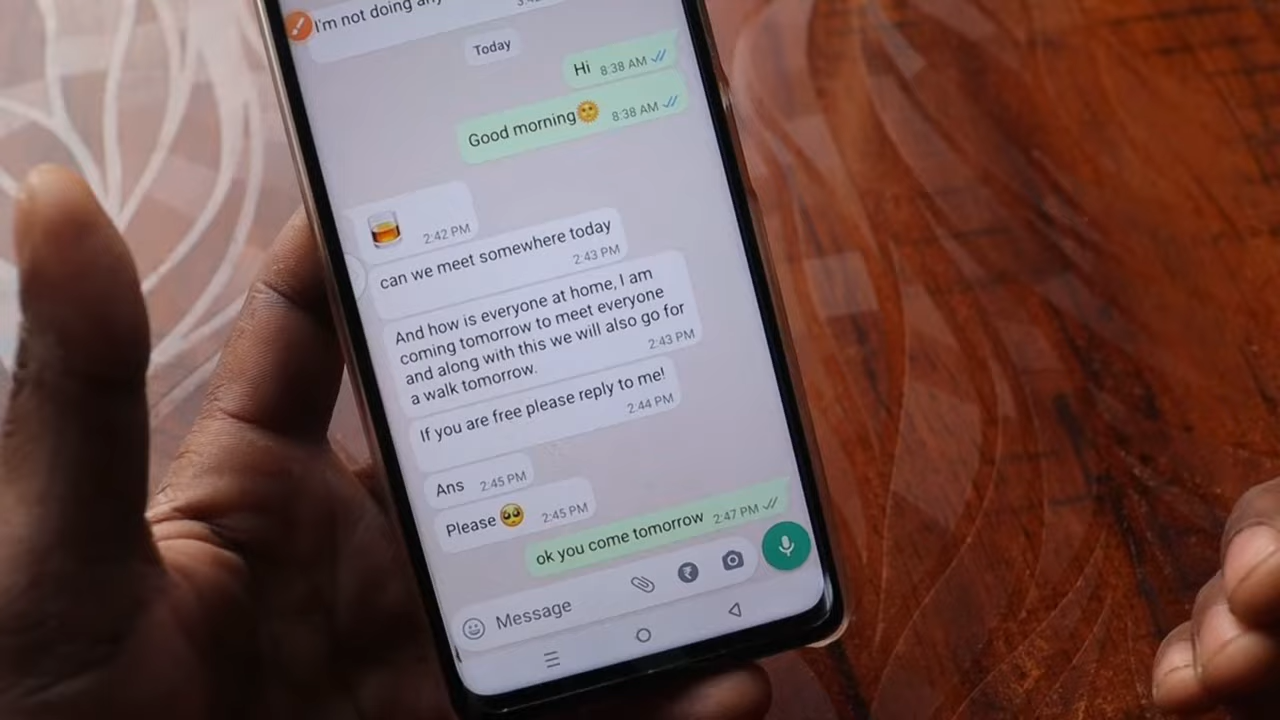 I'm not doing
Today
Hi 8:38 AM
Good morning🌞 8:38 AM
🥃 2:42 PM
can we meet somewhere today
2:43 PM
And how is everyone at home, I am
coming tomorrow to meet everyone
and along with this we will also go for
a walk tomorrow.
2:43 PM
If you are free please reply to me!
2:44 PM
Ans 2:45 PM
Please 🥺 2:45 PM
ok you come tomorrow 2:47 PM
Message ₹